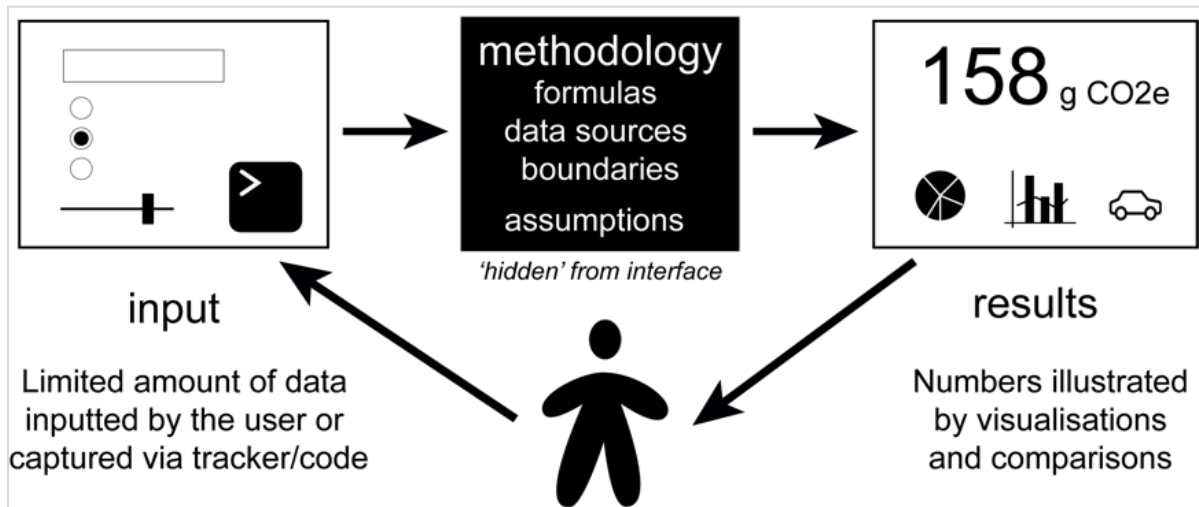 methodology
formulas
data sources
boundaries
assumptions
'hidden' from interface
158 g CO2e
>
input
Limited amount of data
inputted by the user or
captured via tracker/code
results
Numbers illustrated
by visualisations
and comparisons